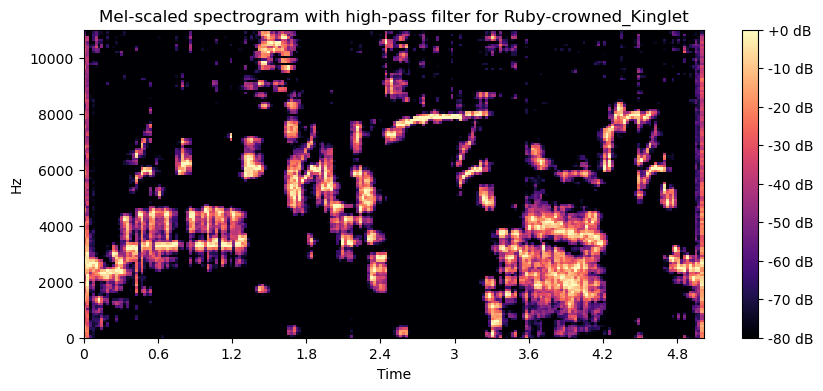 Mel-scaled spectrogram with high-pass filter for Ruby-crowned_Kinglet
10000
8000
6000
4000
2000
0
Hz
0 0.6 1.2 1.8 2.4 3 3.6 4.2 4.8
Time
+0 dB
-10 dB
-20 dB
-30 dB
-40 dB
-50 dB
-60 dB
-70 dB
-80 dB